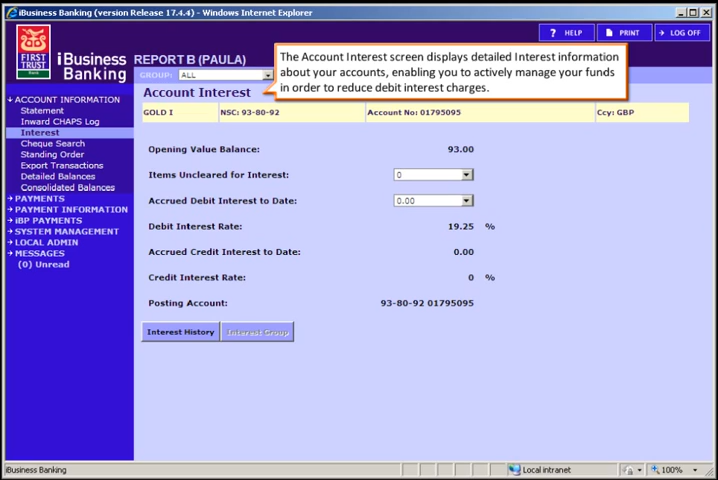 iBusiness Banking (version Release 17.4.4) - Windows Internet Explorer
? HELP
PRINT
LOG OFF
FIRST
TRUST
Bank
iBusiness
Banking
REPORT B (PAULA)
GROUP: ALL
The Account Interest screen displays detailed Interest information
about your accounts, enabling you to actively manage your funds
in order to reduce debit interest charges.
ACCOUNT INFORMATION
Statement
Inward CHAPS Log
Interest
Cheque Search
Standing Order
Export Transactions
Detailed Balances
Consolidated Balances
PAYMENTS
PAYMENT INFORMATION
iBP PAYMENTS
SYSTEM MANAGEMENT
LOCAL ADMIN
MESSAGES
(0) Unread
Account Interest
GOLD I NSC: 93-80-92 Account No: 01795095 Ccy: GBP
Opening Value Balance: 93.00
Items Uncleared for Interest: 0
Accrued Debit Interest to Date: 0.00
Debit Interest Rate: 19.25 %
Accrued Credit Interest to Date: 0.00
Credit Interest Rate: 0 %
Posting Account: 93-80-92 01795095
Interest History Interest Group
iBusiness Banking
Local intranet
100%